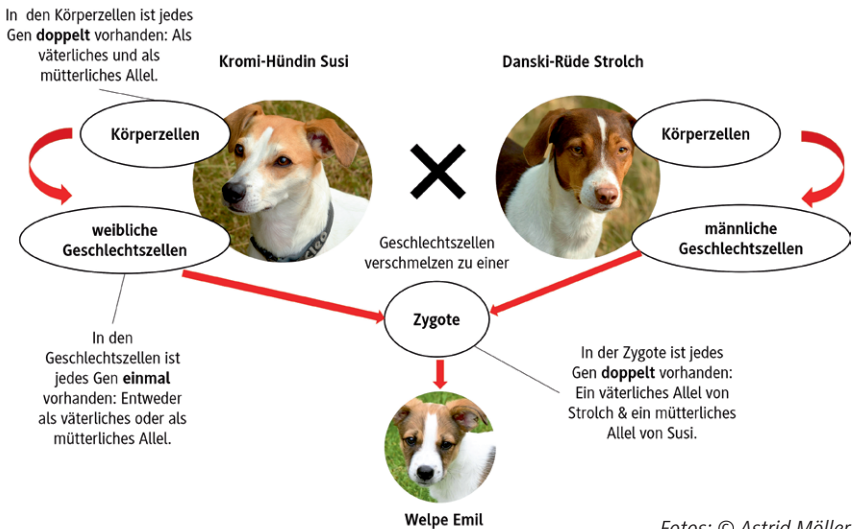 In den Körperzellen ist jedes
Gen doppelt vorhanden: Als
väterliches und als
mütterliches Allel.
Kromi-Hündin Susi
Danski-Rüde Strolch
Körperzellen
Körperzellen
weibliche
Geschlechtszellen
männliche
Geschlechtszellen
Geschlechtszellen
verschmelzen zu einer
Zygote
In den
Geschlechtszellen ist
jedes Gen einmal
vorhanden: Entweder
als väterliches oder als
mütterliches Allel.
In der Zygote ist jedes
Gen doppelt vorhanden:
Ein väterliches Allel von
Strolch & ein mütterliches
Allel von Susi.
Welpe Emil
Fotos: © Astrid Möller